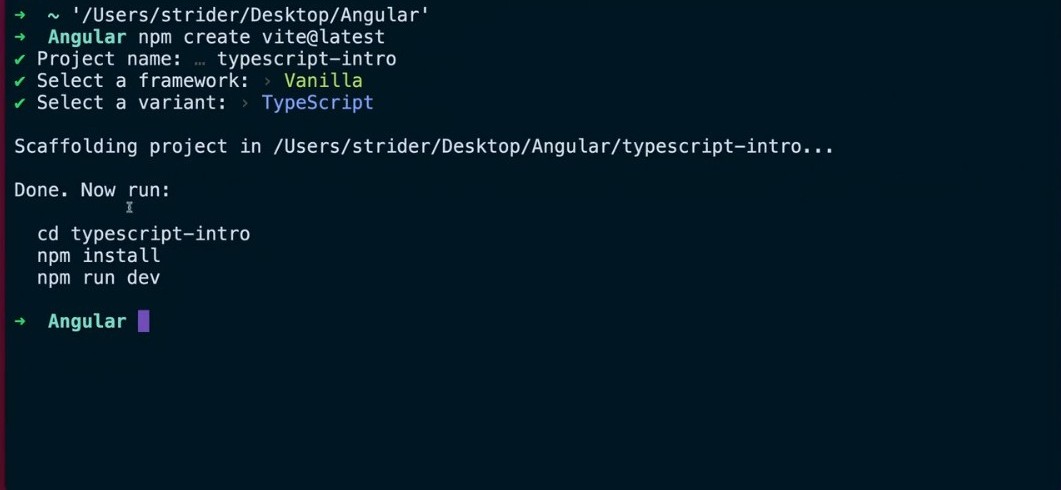 ➜ ~ '/Users/strider/Desktop/Angular'
➜ Angular npm create vite@latest
✔ Project name: … typescript-intro
✔ Select a framework: › Vanilla
✔ Select a variant: › TypeScript
Scaffolding project in /Users/strider/Desktop/Angular/typescript-intro...
Done. Now run:
cd typescript-intro
npm install
npm run dev
➜ Angular